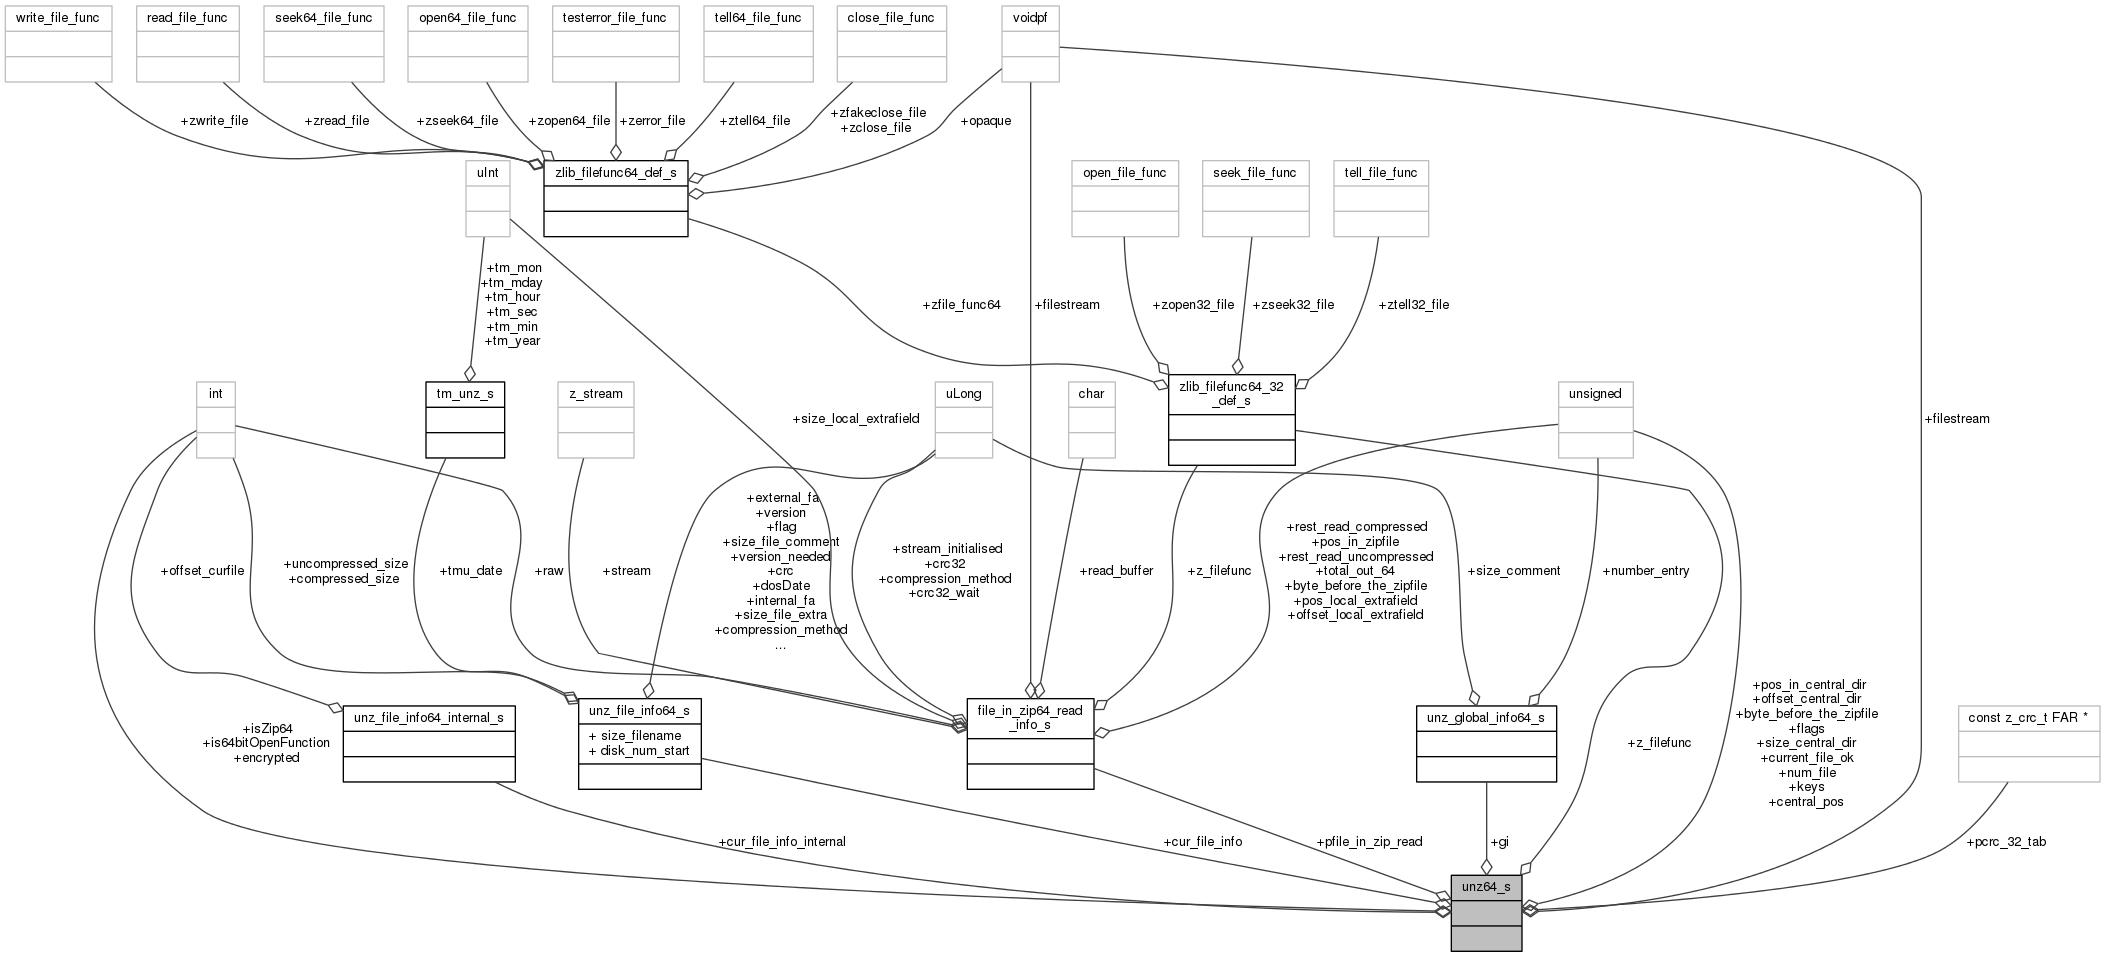 write_file_func
read_file_func
seek64_file_func
open64_file_func
testerror_file_func
tell64_file_func
close_file_func
voidpf
+zwrite_file
+zread_file
+zseek64_file
+zopen64_file
+zerror_file
+ztell64_file
+zfakeclose_file
+zclose_file
+opaque
uInt
zlib_filefunc64_def_s
open_file_func
seek_file_func
tell_file_func
+tm_mon
+tm_mday
+tm_hour
+tm_sec
+tm_min
+tm_year
+zfile_func64
+filestream
+zopen32_file
+zseek32_file
+ztell32_file
int
tm_unz_s
z_stream
+size_local_extrafield
uLong
char
zlib_filefunc64_32
_def_s
unsigned
+filestream
+offset_curfile
+uncompressed_size
+compressed_size
+tmu_date
+raw
+stream
+external_fa
+version
+flag
+size_file_comment
+version_needed
+crc
+dosDate
+internal_fa
+size_file_extra
+compression_method
...
+stream_initialised
+crc32
+compression_method
+crc32_wait
+read_buffer
+z_filefunc
+rest_read_compressed
+pos_in_zipfile
+rest_read_uncompressed
+total_out_64
+byte_before_the_zipfile
+pos_local_extrafield
+offset_local_extrafield
+size_comment
+number_entry
+isZip64
+is64bitOpenFunction
+encrypted
unz_file_info64_internal_s
unz_file_info64_s
+ size_filename
+ disk_num_start
file_in_zip64_read
_info_s
unz_global_info64_s
+z_filefunc
+pos_in_central_dir
+offset_central_dir
+byte_before_the_zipfile
+flags
+size_central_dir
+current_file_ok
+num_file
+keys
+central_pos
const z_crc_t FAR *
+cur_file_info_internal
+cur_file_info
+pfile_in_zip_read
+gi
+pcrc_32_tab
unz64_s